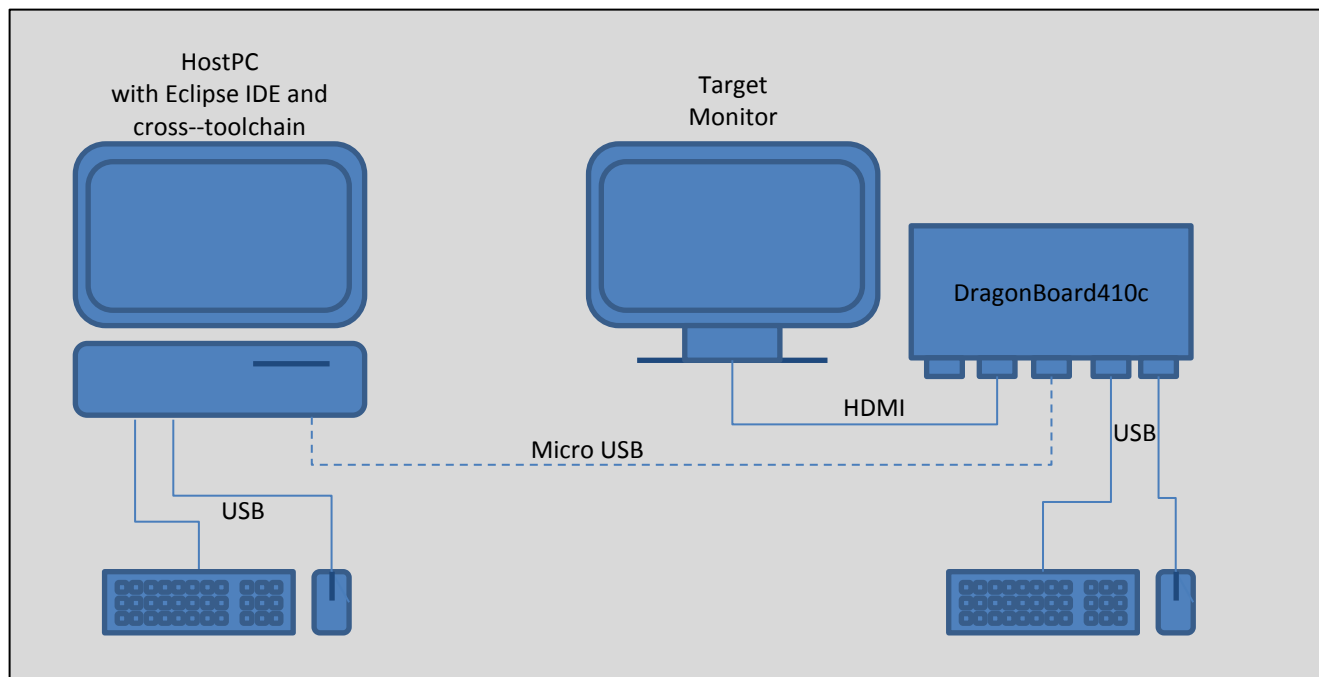 HostPC
with Eclipse IDE and
cross--toolchain
Target
Monitor
DragonBoard410c
HDMI
USB
Micro USB
USB